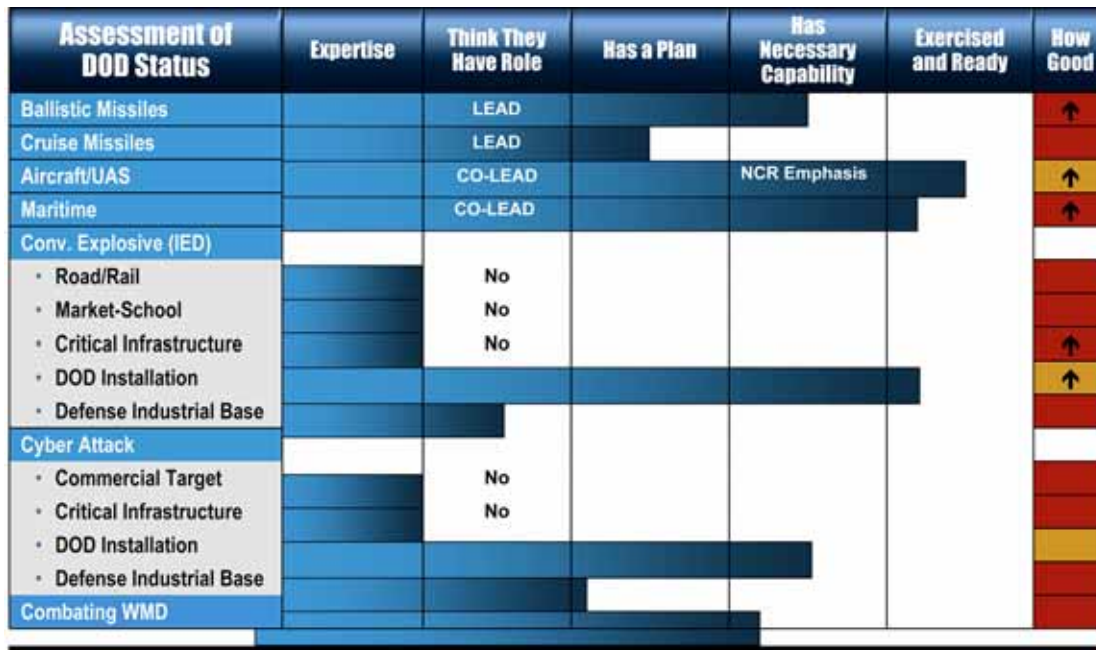 Assessment of
DOD Status
Expertise
Think They
Have Role
Has a Plan
Has
Necessary
Capability
Exercised
and Ready
How
Good
Ballistic Missiles LEAD
Cruise Missiles LEAD
Aircraft/UAS CO-LEAD NCR Emphasis
Maritime CO-LEAD
Conv. Explosive (IED)
• Road/Rail No
• Market-School No
• Critical Infrastructure No
• DOD Installation
• Defense Industrial Base
Cyber Attack
• Commercial Target No
• Critical Infrastructure No
• DOD Installation
• Defense Industrial Base
Combating WMD